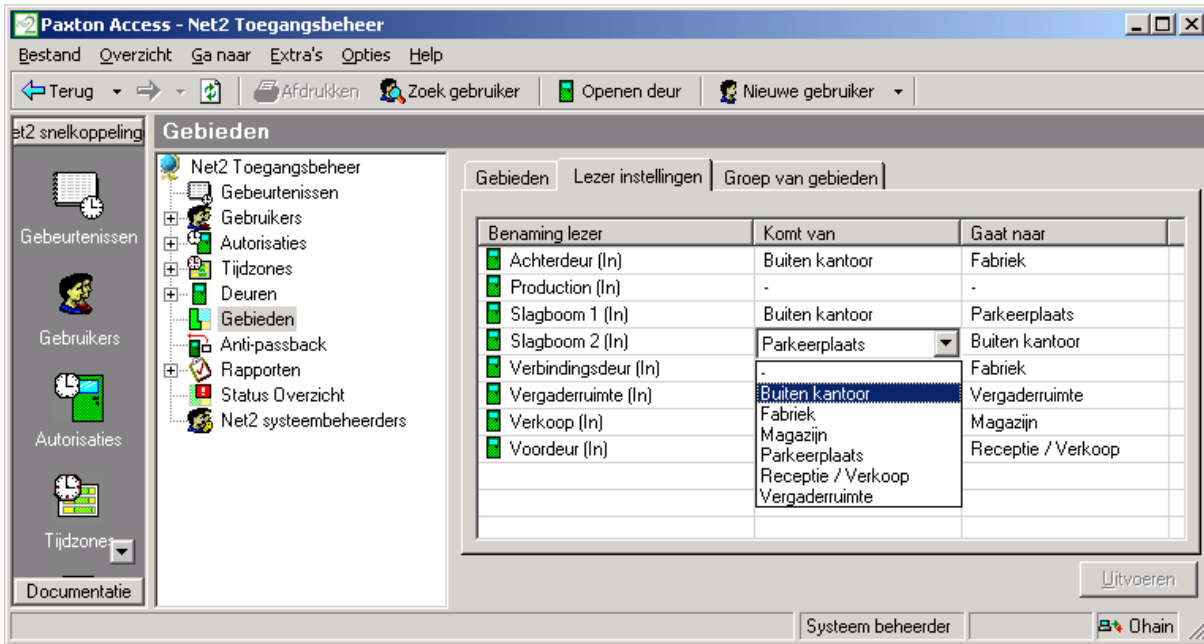 Paxton Access - Net2 Toegangsbeheer
Bestand Overzicht Ga naar Extra's Opties Help
Terug Afdrukken Zoek gebruiker Openen deur Nieuwe gebruiker
et2 snelkoppeling
Gebeurtenissen
Gebruikers
Autorisaties
Tijdzones
Documentatie
Gebieden
Net2 Toegangsbeheer
Gebeurtenissen
Gebruikers
Autorisaties
Tijdzones
Deuren
Gebieden
Anti-passback
Rapporten
Status Overzicht
Net2 systeembeheerders
Gebieden Lezer instellingen Groep van gebieden
Benaming lezer Komt van Gaat naar
Achterdeur (In) Buiten kantoor Fabriek
Production (In) - -
Slagboom 1 (In) Buiten kantoor Parkeerplaats
Slagboom 2 (In) Parkeerplaats Buiten kantoor
Verbindingsdeur (In) Fabriek
Vergaderruimte (In) Vergaderruimte
Verkoop (In) Magazijn
Voordeur (In) Receptie / Verkoop
-
Buiten kantoor
Fabriek
Magazijn
Parkeerplaats
Receptie / Verkoop
Vergaderruimte
Uitvoeren
Systeem beheerder Ohain